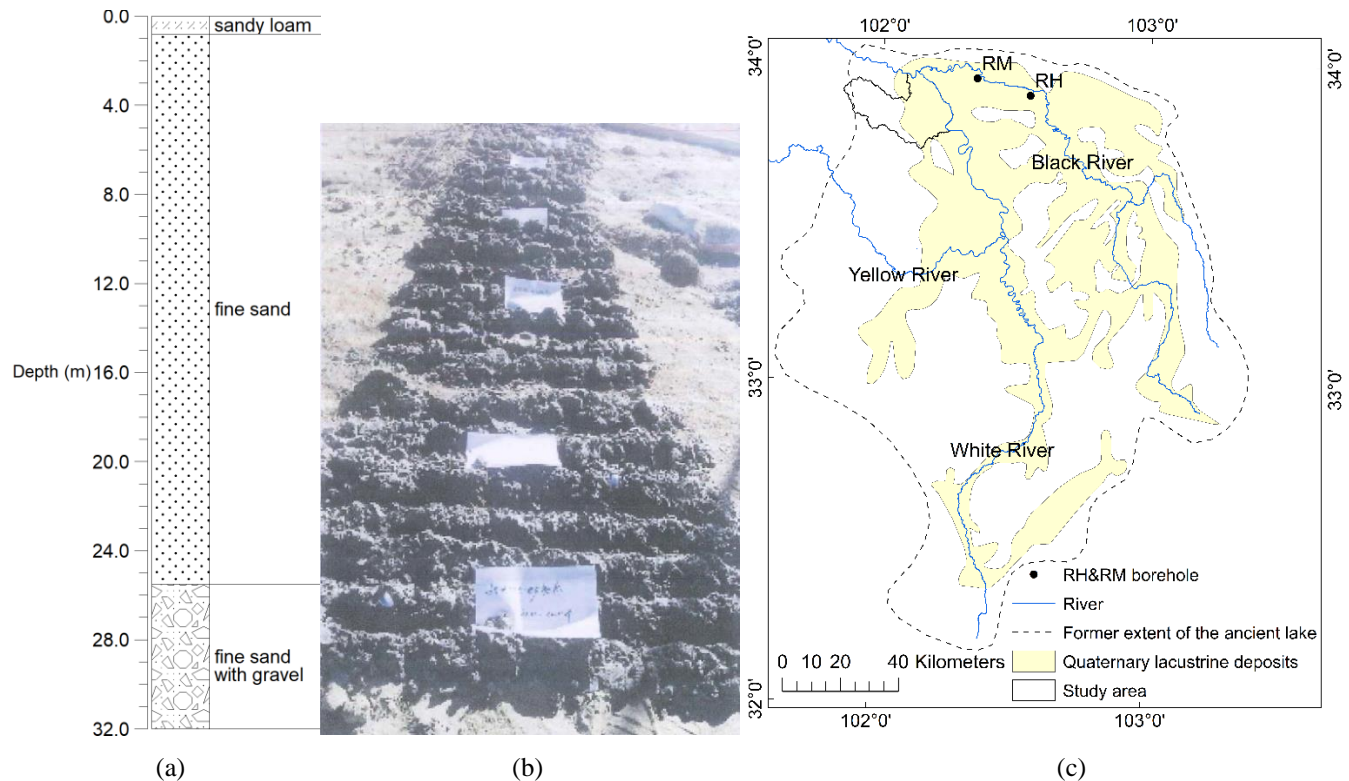 0.0
sandy loam
4.0
8.0
12.0
fine sand
Depth (m) 16.0
20.0
24.0
28.0
fine sand
with gravel
32.0
(a)
(b)
102°0'
103°0'
34°0'
34°0'
RM
RH
Black River
Yellow River
33°0'
33°0'
White River
RH&RM borehole
River
Former extent of the ancient lake
0 10 20 40 Kilometers
Quaternary lacustrine deposits
Study area
32°0'
102°0'
103°0'
(c)